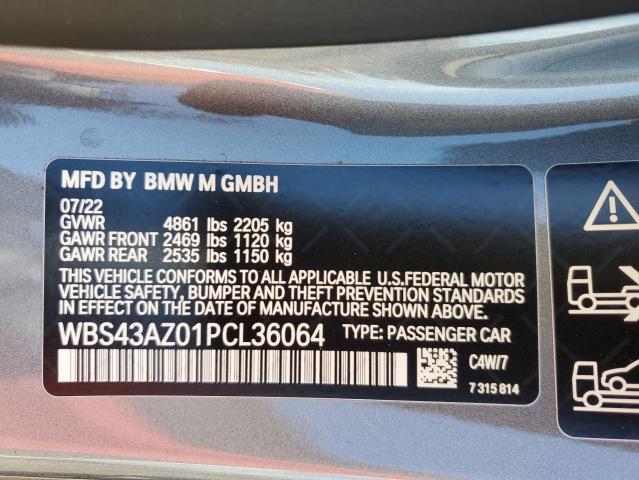 MFD BY BMW M GMBH
07/22
GVWR 4861 lbs 2205 kg
GAWR FRONT 2469 lbs 1120 kg
GAWR REAR 2535 lbs 1150 kg
THIS VEHICLE CONFORMS TO ALL APPLICABLE U.S.FEDERAL MOTOR
VEHICLE SAFETY, BUMPER AND THEFT PREVENTION STANDARDS
IN EFFECT ON THE DATE OF MANUFACTURE SHOWN ABOVE.
WBS43AZ01PCL36064 TYPE: PASSENGER CAR
C4W/7
7 315 814